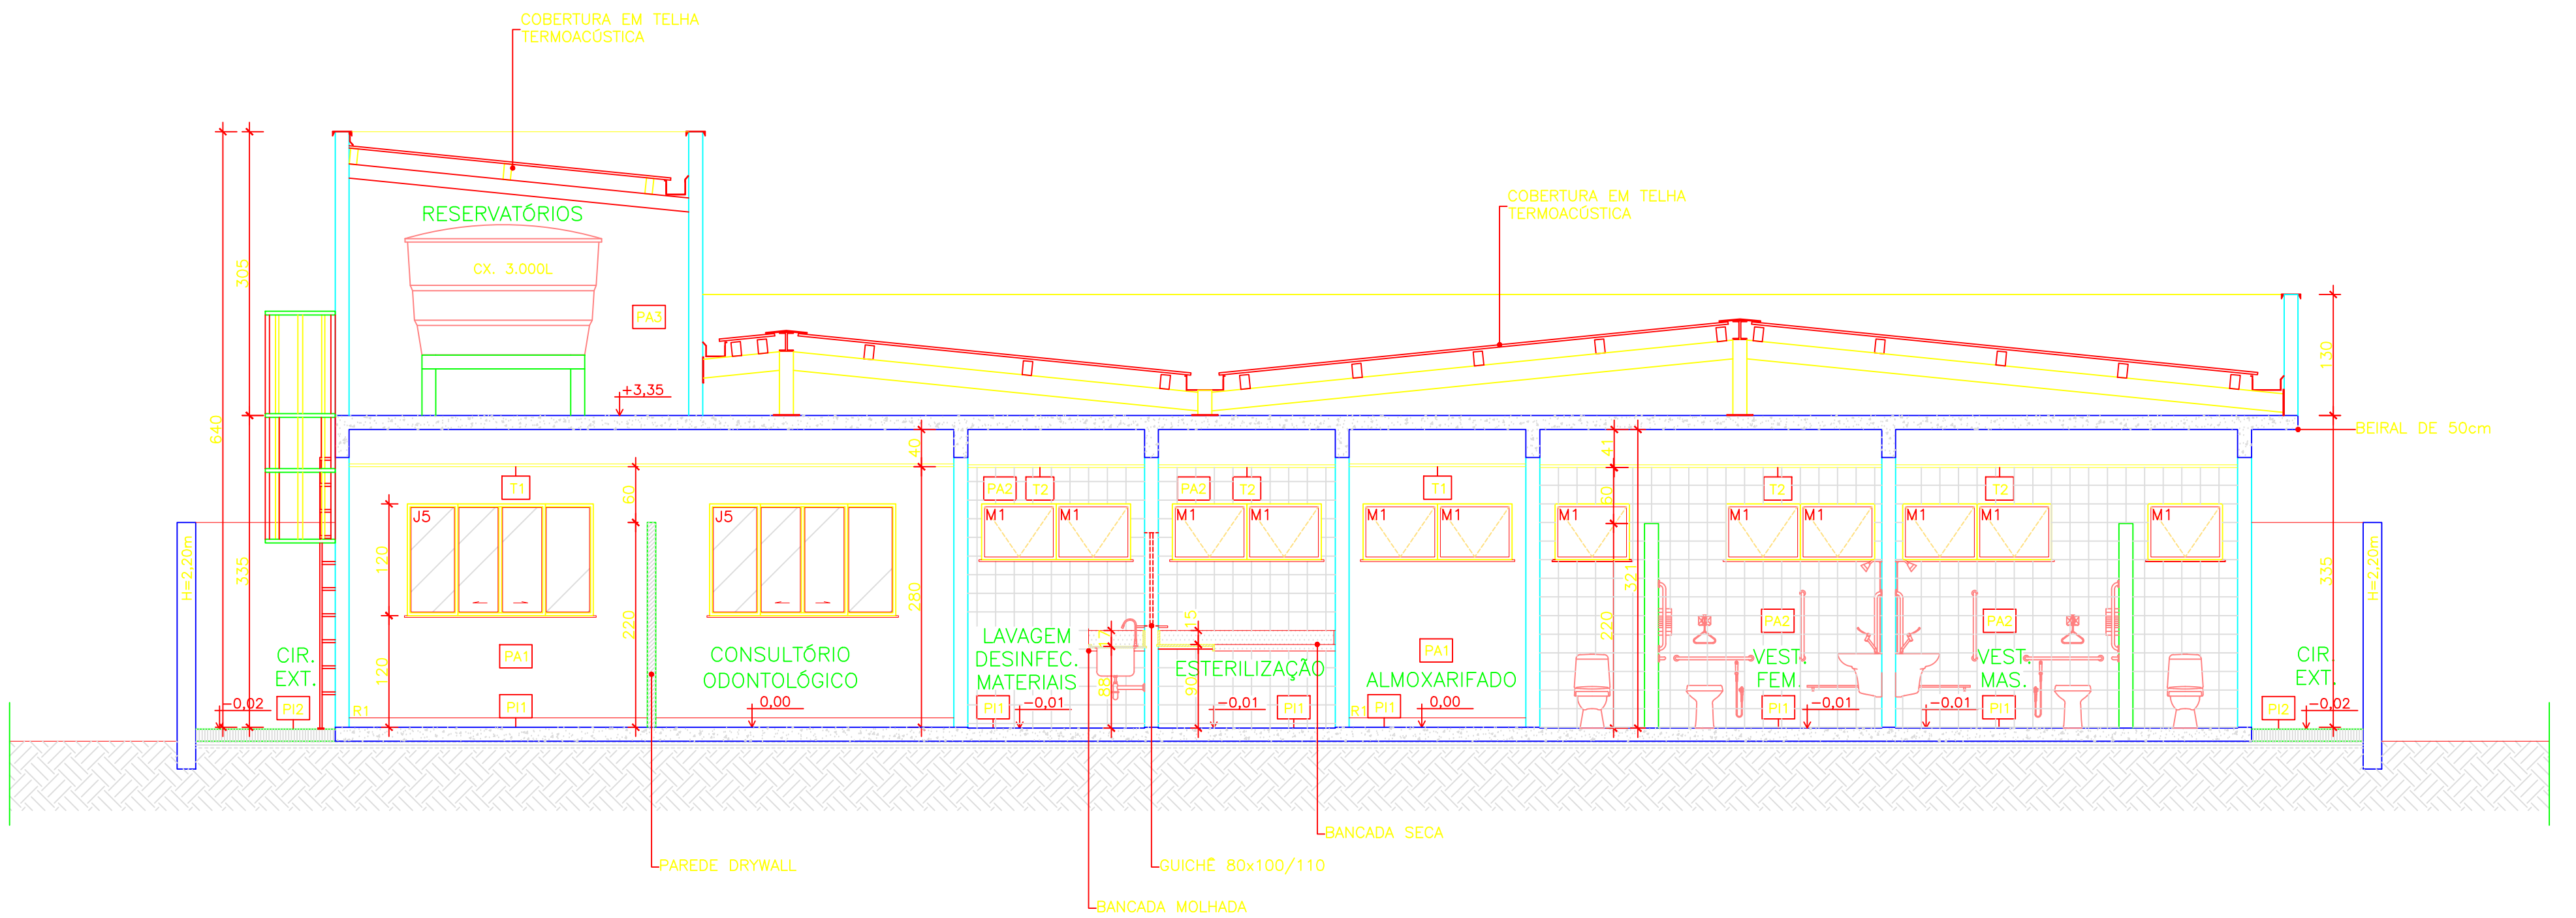 COBERTURA EM TELHA
TERMOACÚSTICA
COBERTURA EM TELHA
TERMOACÚSTICA
RESERVATÓRIOS
CX. 3.000L
PA3
+3,35
305
640
335
130
335
BEIRAL DE 50cm
H=2,20m
H=2,20m
40
60
41
60
T1
PA2
T2
PA2
T2
T1
T2
T2
J5
J5
M1
M1
M1
M1
M1
M1
M1
M1
M1
M1
M1
M1
120
120
220
280
321
220
15
7
88
90
CIR.
EXT.
PI2
-0,02
R1
PA1
PI1
CONSULTÓRIO
ODONTOLÓGICO
0,00
LAVAGEM
DESINFEC.
MATERIAIS
PI1
-0,01
ESTERILIZAÇÃO
-0,01
PI1
PA1
ALMOXARIFADO
R1
PI1
0,00
PA2
VEST.
FEM.
PI1
-0,01
PA2
VEST.
MAS.
-0,01
PI1
CIR.
EXT.
PI2
-0,02
BANCADA SECA
PAREDE DRYWALL
GUICHÊ 80x100/110
BANCADA MOLHADA